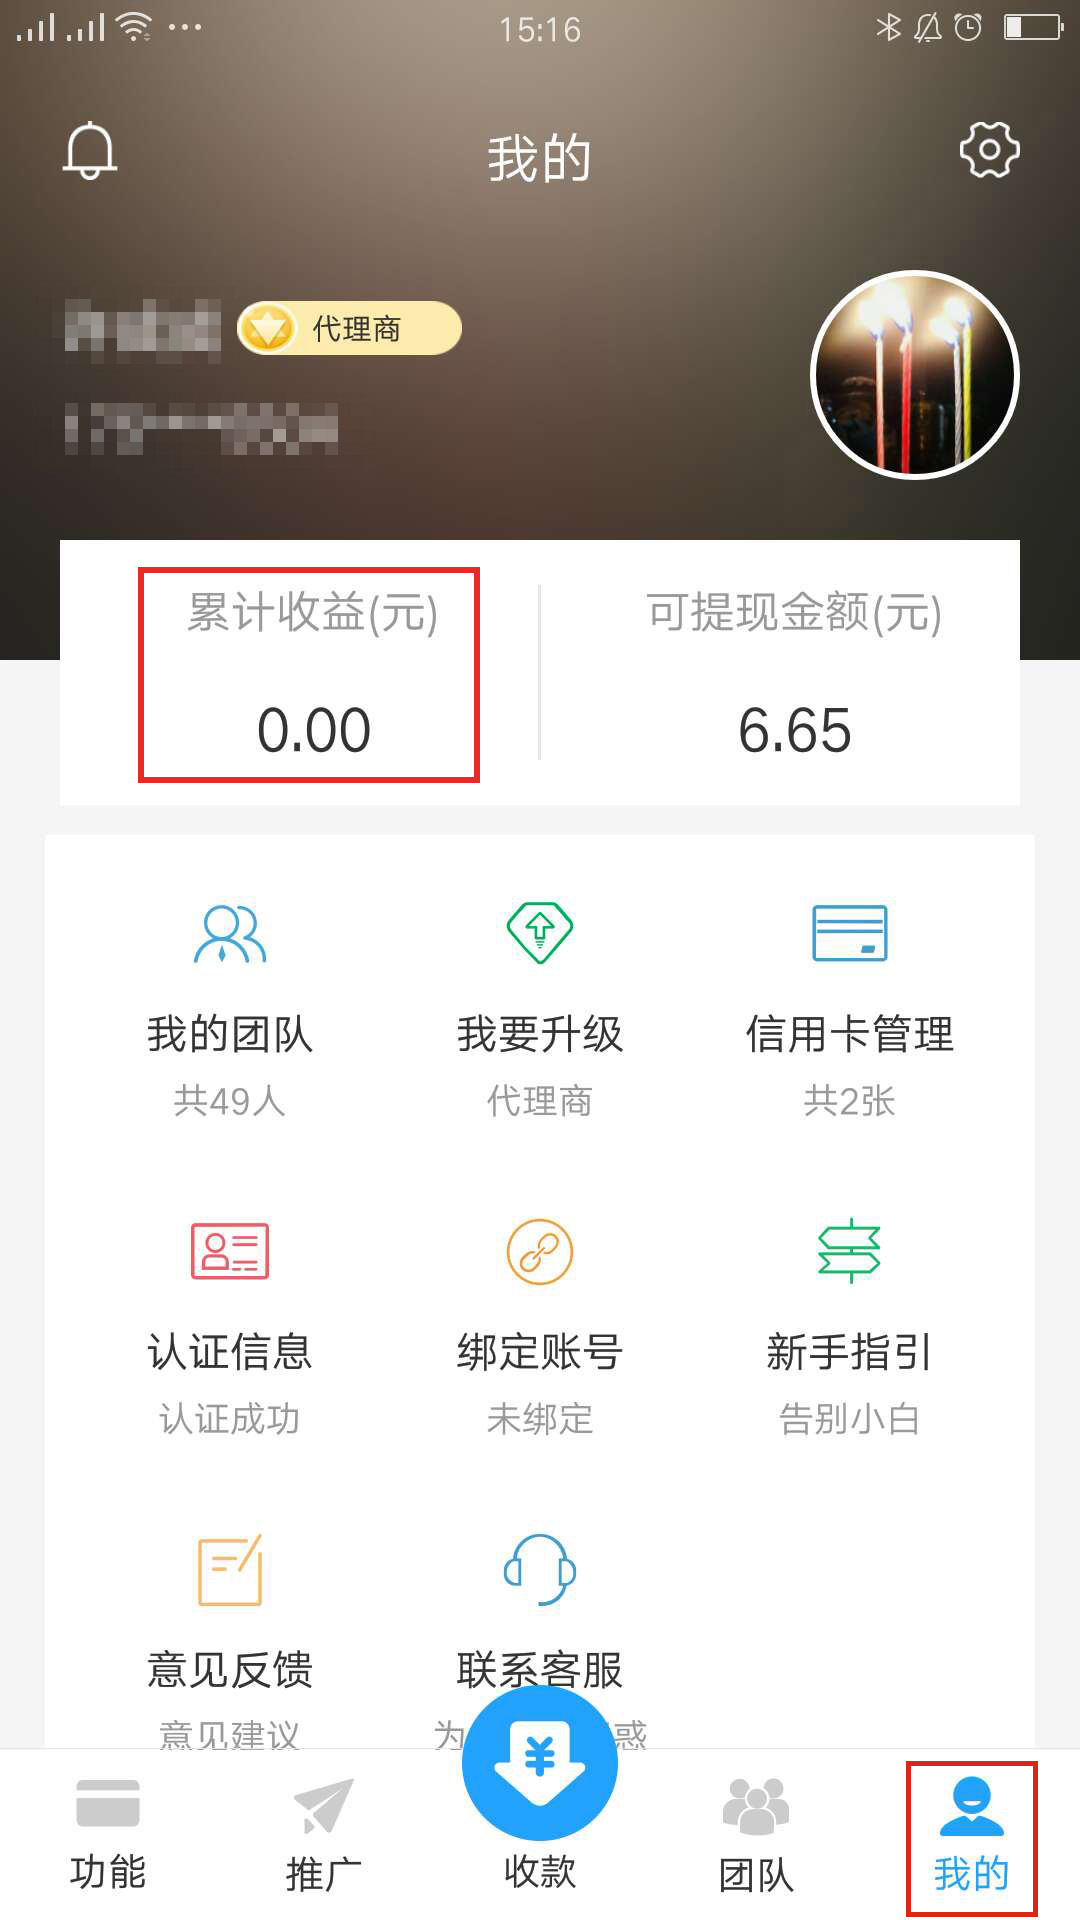 15:16
我的
代理商
累计收益(元) 可提现金额(元)
0.00 6.65
我的团队 我要升级 信用卡管理
共49人 代理商 共2张
认证信息 绑定账号 新手指引
认证成功 未绑定 告别小白
意见反馈 联系客服
意见建议 为 惑
功能 推广 收款 团队 我的